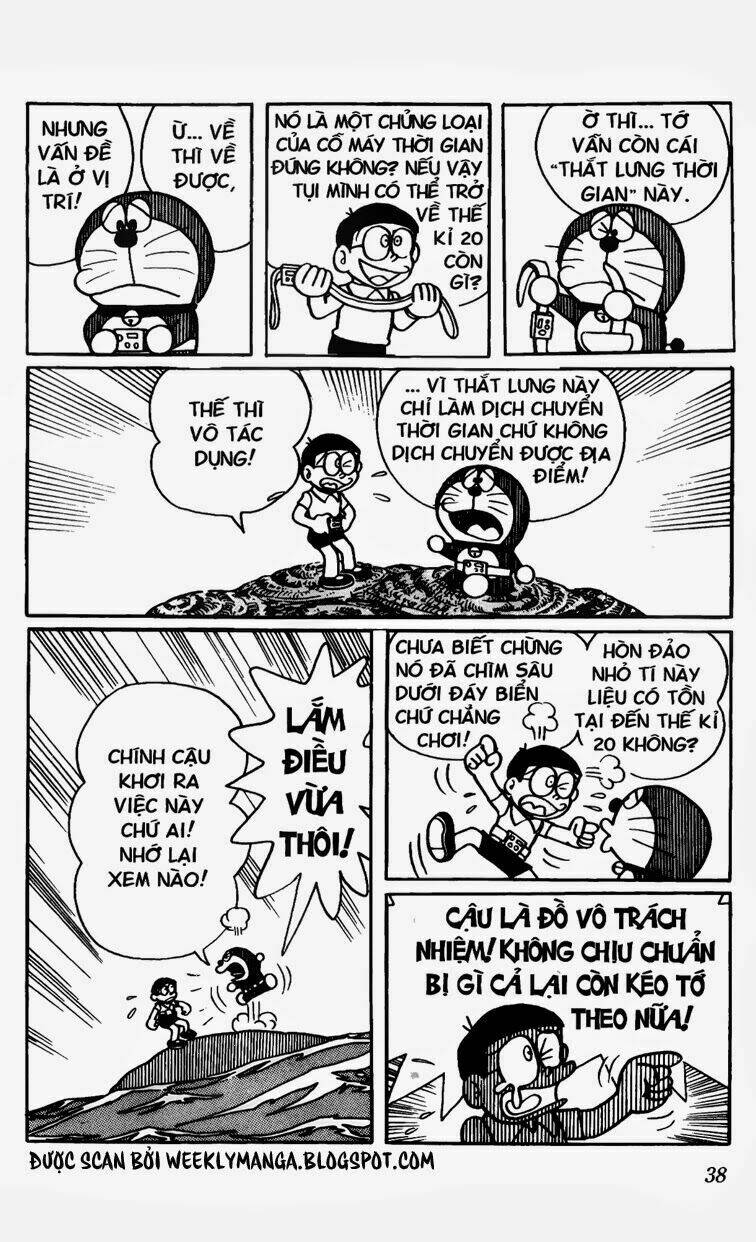 Ờ THÌ... TỚ
VẪN CÒN CÁI
"THẮT LƯNG THỜI
GIAN" NÀY.
NÓ LÀ MỘT CHỦNG LOẠI
CỦA CỖ MÁY THỜI GIAN
ĐÚNG KHÔNG? NẾU VẬY
TỤI MÌNH CÓ THỂ TRỞ
VỀ THẾ
KỈ 20
CÒN
GÌ?
Ừ... VỀ
THÌ VỀ
ĐƯỢC,
NHƯNG
VẤN ĐỀ
LÀ Ở VỊ
TRÍ!
... VÌ THẮT LƯNG NÀY
CHỈ LÀM DỊCH CHUYỂN
THỜI GIAN CHỨ KHÔNG
DỊCH CHUYỂN ĐƯỢC ĐỊA
ĐIỂM!
THẾ THÌ
VÔ TÁC
DỤNG!
HÒN ĐẢO
NHỎ TÍ NÀY
LIỆU CÓ TỒN
TẠI ĐẾN THẾ KỈ
20 KHÔNG?
CHƯA BIẾT CHỪNG
NÓ ĐÃ CHÌM SÂU
DƯỚI ĐÁY BIỂN
CHỨ CHẲNG
CHƠI!
CẬU LÀ ĐỒ VÔ TRÁCH
NHIỆM! KHÔNG CHỊU CHUẨN
BỊ GÌ CẢ LẠI CÒN KÉO TỚ
THEO NỮA!
LẮM
ĐIỀU
VỪA
THÔI!
CHÍNH CẬU
KHƠI RA
VIỆC NÀY
CHỨ AI!
NHỚ LẠI
XEM NÀO!
ĐƯỢC SCAN BỞI WEEKLYMANGA.BLOGSPOT.COM
38